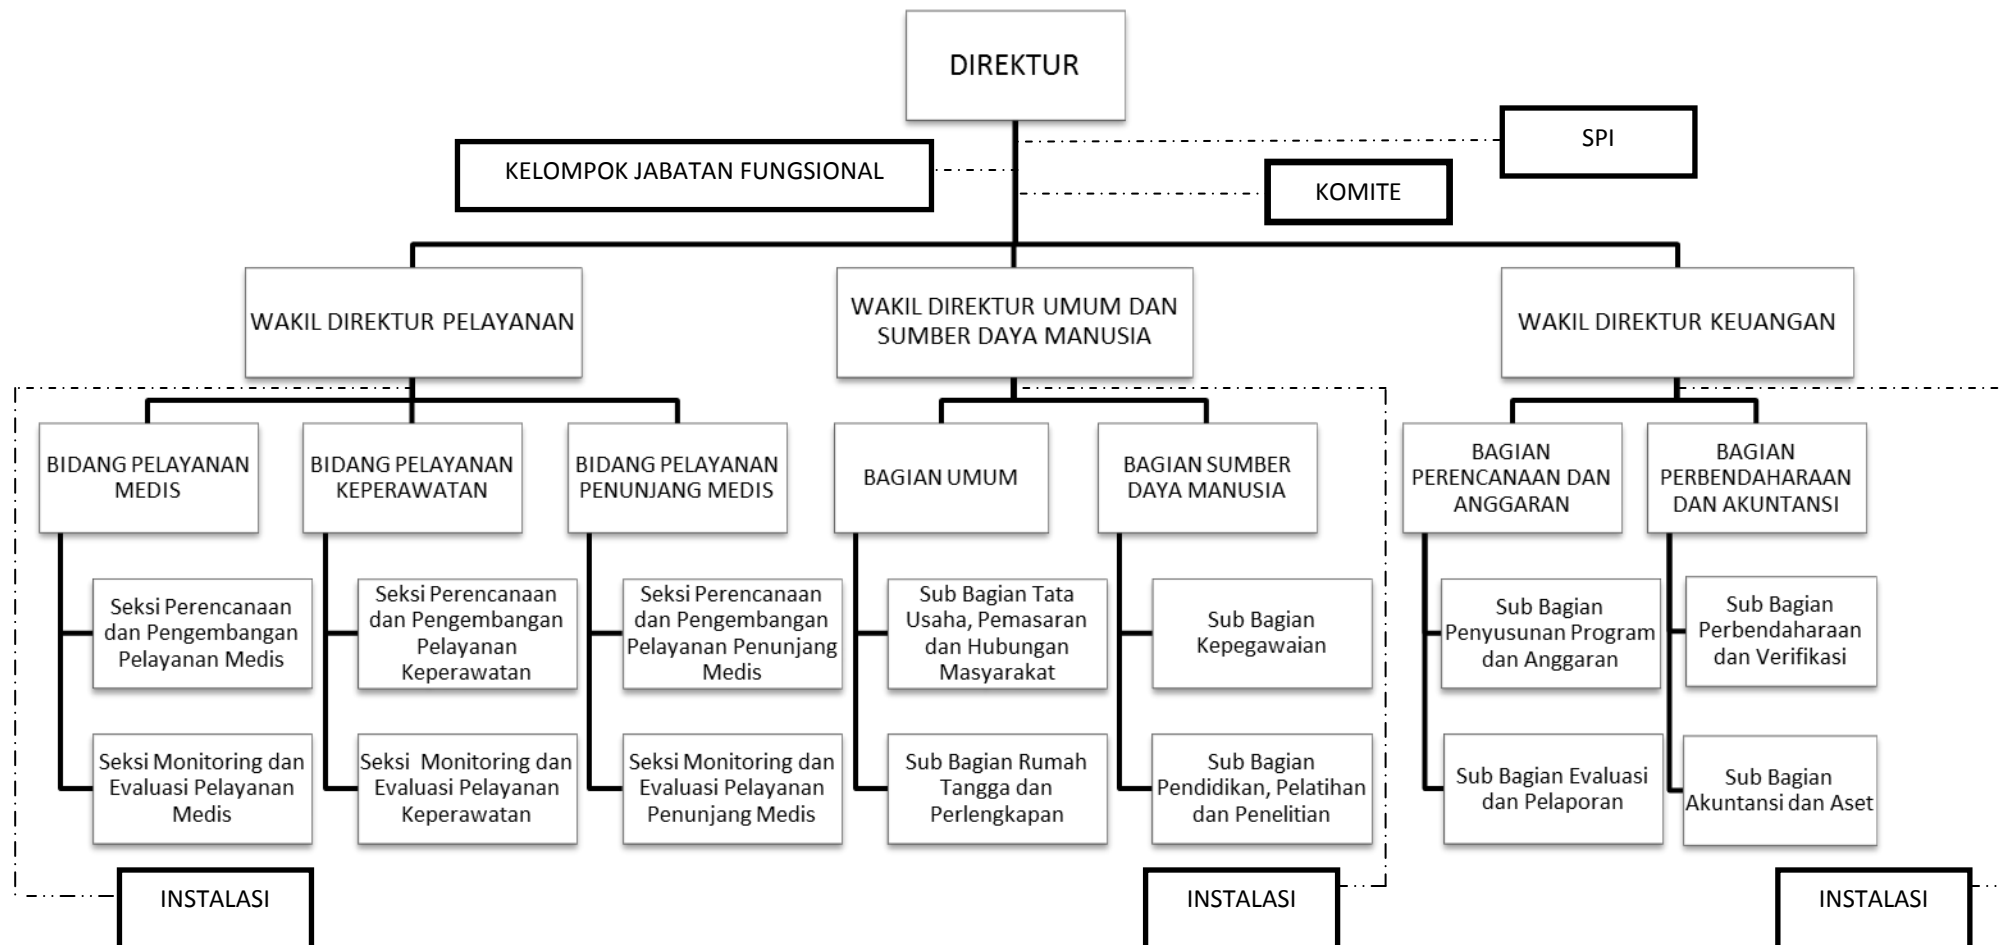 DIREKTUR
SPI
KELOMPOK JABATAN FUNGSIONAL
KOMITE
WAKIL DIREKTUR PELAYANAN
WAKIL DIREKTUR UMUM DAN
SUMBER DAYA MANUSIA
WAKIL DIREKTUR KEUANGAN
BIDANG PELAYANAN
MEDIS
BIDANG PELAYANAN
KEPERAWATAN
BIDANG PELAYANAN
PENUNJANG MEDIS
BAGIAN UMUM
BAGIAN SUMBER
DAYA MANUSIA
BAGIAN
PERENCANAAN DAN
ANGGARAN
BAGIAN
PERBENDAHARAAN
DAN AKUNTANSI
Seksi Perencanaan
dan Pengembangan
Pelayanan Medis
Seksi Perencanaan
dan Pengembangan
Pelayanan
Keperawatan
Seksi Perencanaan
dan Pengembangan
Pelayanan Penunjang
Medis
Sub Bagian Tata
Usaha, Pemasaran
dan Hubungan
Masyarakat
Sub Bagian
Kepegawaian
Sub Bagian
Penyusunan Program
dan Anggaran
Sub Bagian
Perbendaharaan
dan Verifikasi
Seksi Monitoring dan
Evaluasi Pelayanan
Medis
Seksi Monitoring dan
Evaluasi Pelayanan
Keperawatan
Seksi Monitoring dan
Evaluasi Pelayanan
Penunjang Medis
Sub Bagian Rumah
Tangga dan
Perlengkapan
Sub Bagian
Pendidikan, Pelatihan
dan Penelitian
Sub Bagian Evaluasi
dan Pelaporan
Sub Bagian
Akuntansi dan Aset
INSTALASI
INSTALASI
INSTALASI